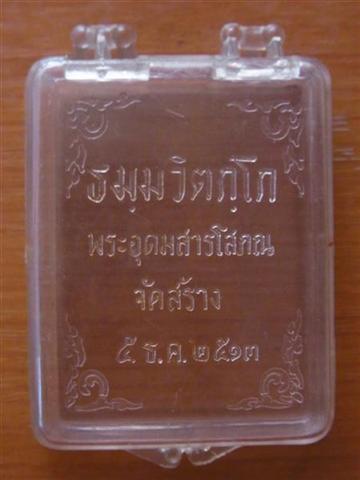 ธมฺมวิตกฺโก
พระอุดมสารโสภณ
จัดสร้าง
๕ ธ.ค. ๒๕๑๓